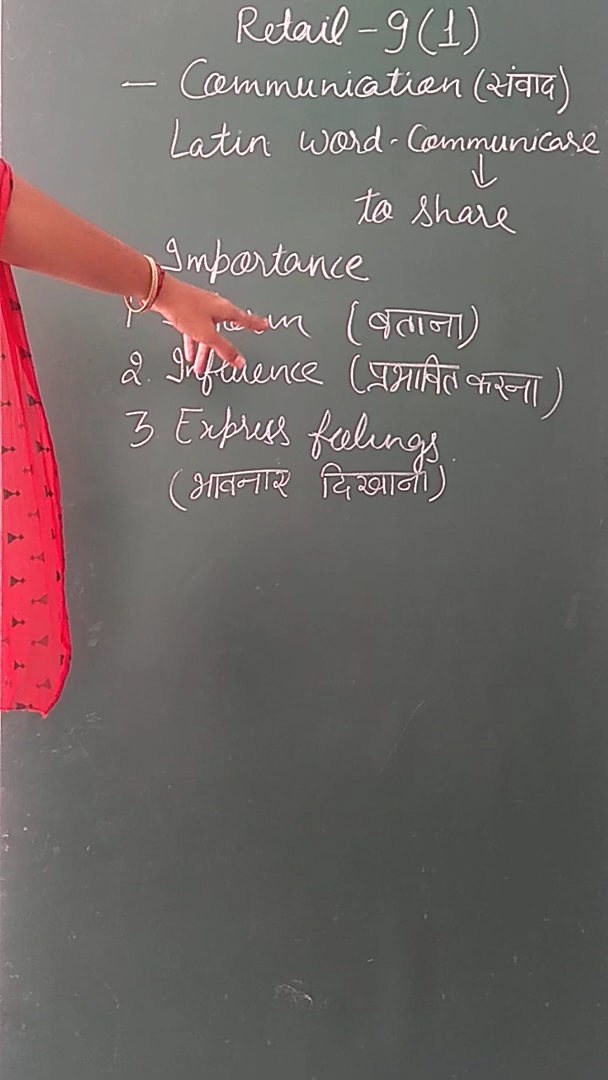 Retail - 9 (1)
- Communication (संवाद)
Latin word - Communicare
↓
to share
Importance
1. (बताना)
2. Influence (प्रभावित करना)
3 Express feelings
(भावनाए दिखाना)